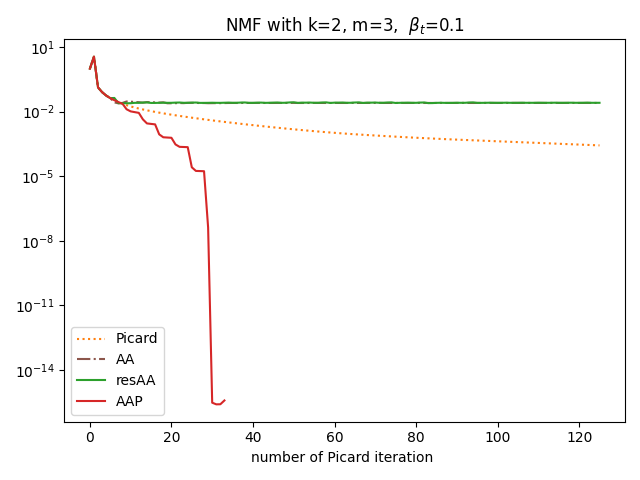 NMF with k=2, m=3, βt=0.1
10^1
10^-2
10^-5
10^-8
10^-11
10^-14
Picard
AA
resAA
AAP
0 20 40 60 80 100 120
number of Picard iteration